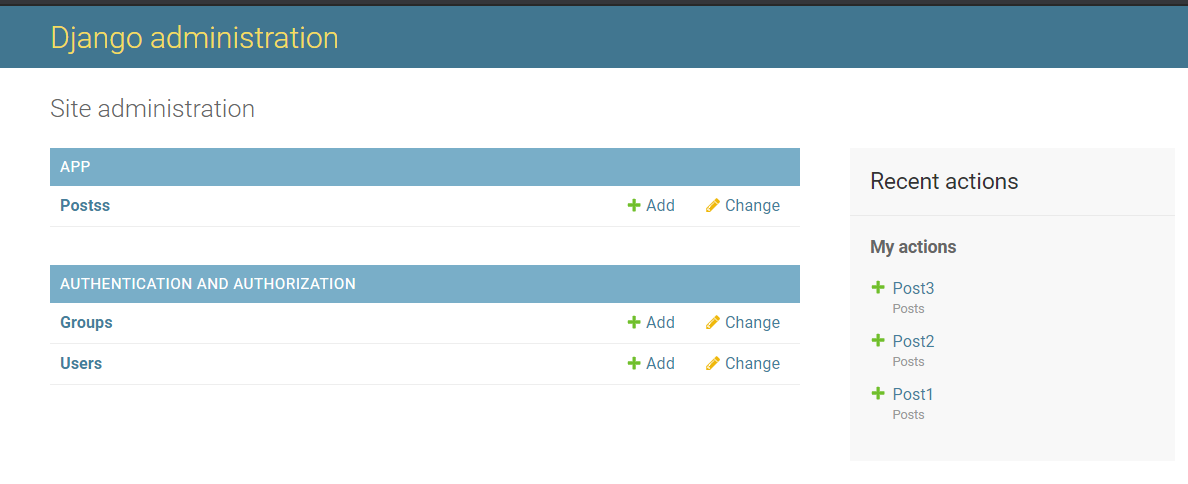 Django administration
Site administration
APP
Postss Add Change
AUTHENTICATION AND AUTHORIZATION
Groups Add Change
Users Add Change
Recent actions
My actions
Post3
Posts
Post2
Posts
Post1
Posts